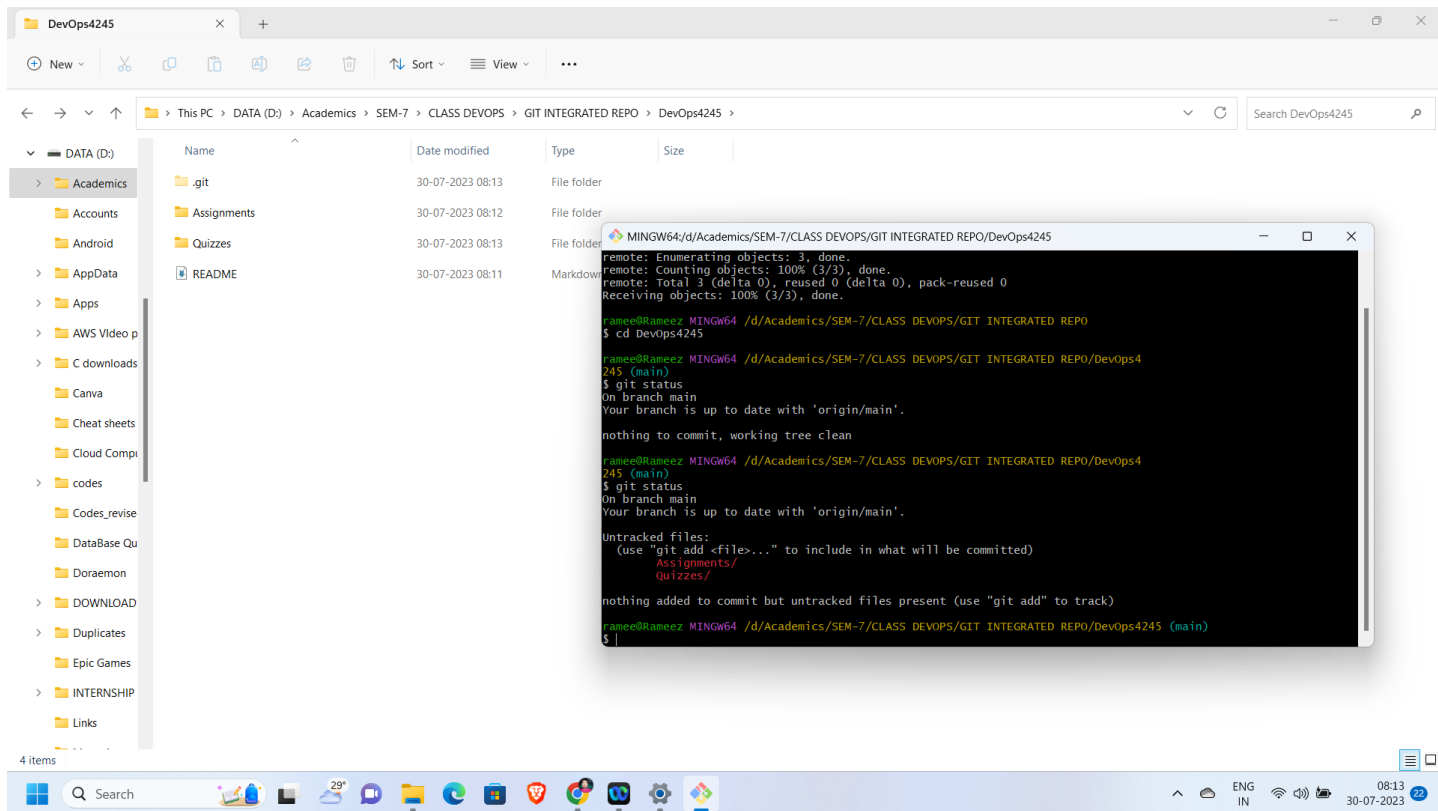 DevOps4245
New
Sort
View
This PC > DATA (D:) > Academics > SEM-7 > CLASS DEVOPS > GIT INTEGRATED REPO > DevOps4245 >
Search DevOps4245
DATA (D:)
Academics
Accounts
Android
AppData
Apps
AWS VIdeo p
C downloads
Canva
Cheat sheets
Cloud Compu
codes
Codes_revise
DataBase Qu
Doraemon
DOWNLOAD
Duplicates
Epic Games
INTERNSHIP
Links
Name Date modified Type Size
.git 30-07-2023 08:13 File folder
Assignments 30-07-2023 08:12 File folder
Quizzes 30-07-2023 08:13 File folder
README 30-07-2023 08:11 Markdown
MINGW64:/d/Academics/SEM-7/CLASS DEVOPS/GIT INTEGRATED REPO/DevOps4245
remote: Enumerating objects: 3, done.
remote: Counting objects: 100% (3/3), done.
remote: Total 3 (delta 0), reused 0 (delta 0), pack-reused 0
Receiving objects: 100% (3/3), done.
ramee@Rameez MINGW64 /d/Academics/SEM-7/CLASS DEVOPS/GIT INTEGRATED REPO
$ cd DevOps4245
ramee@Rameez MINGW64 /d/Academics/SEM-7/CLASS DEVOPS/GIT INTEGRATED REPO/DevOps4
245 (main)
$ git status
On branch main
Your branch is up to date with 'origin/main'.
nothing to commit, working tree clean
ramee@Rameez MINGW64 /d/Academics/SEM-7/CLASS DEVOPS/GIT INTEGRATED REPO/DevOps4
245 (main)
$ git status
On branch main
Your branch is up to date with 'origin/main'.
Untracked files:
(use "git add <file>..." to include in what will be committed)
Assignments/
Quizzes/
nothing added to commit but untracked files present (use "git add" to track)
ramee@Rameez MINGW64 /d/Academics/SEM-7/CLASS DEVOPS/GIT INTEGRATED REPO/DevOps4245 (main)
$
4 items
Search
29°
ENG
IN
08:13
30-07-2023
22